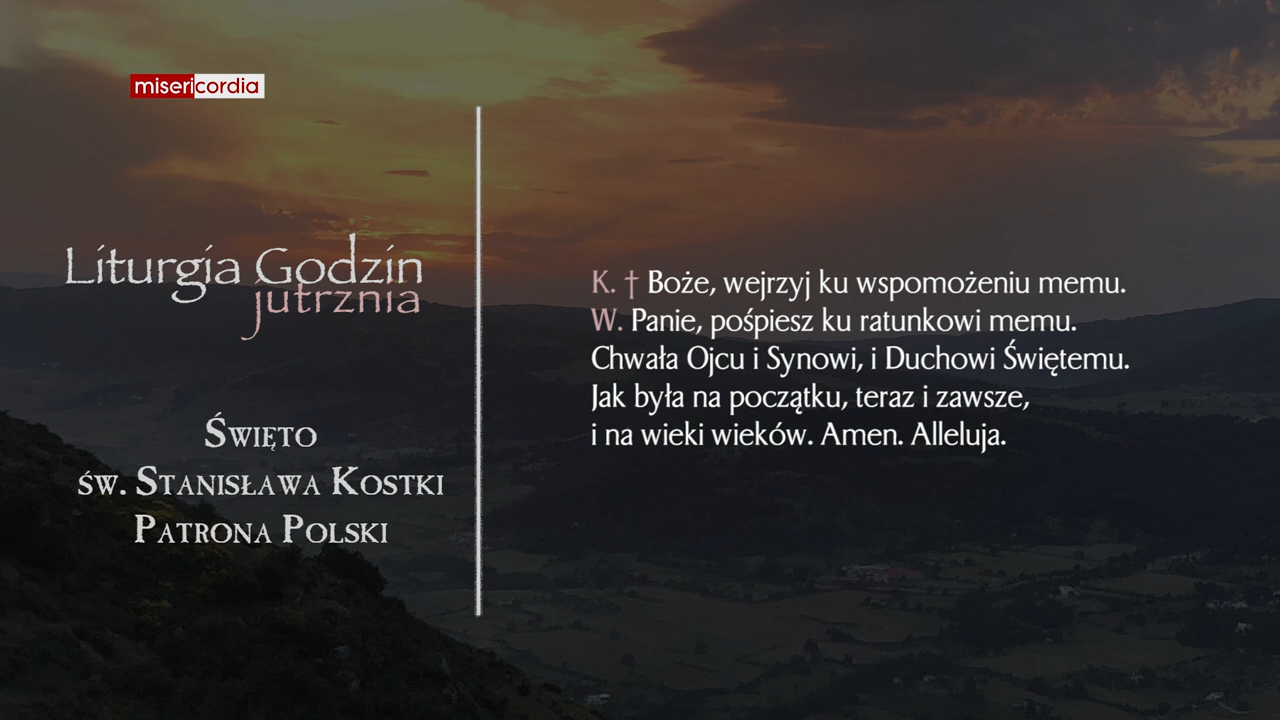 misericordia
Liturgia Godzin
jutrznia
Święto
św. Stanisława Kostki
Patrona Polski
K. † Boże, wejrzyj ku wspomożeniu memu.
W. Panie, pośpiesz ku ratunkowi memu.
Chwała Ojcu i Synowi, i Duchowi Świętemu.
Jak była na początku, teraz i zawsze,
i na wieki wieków. Amen. Alleluja.